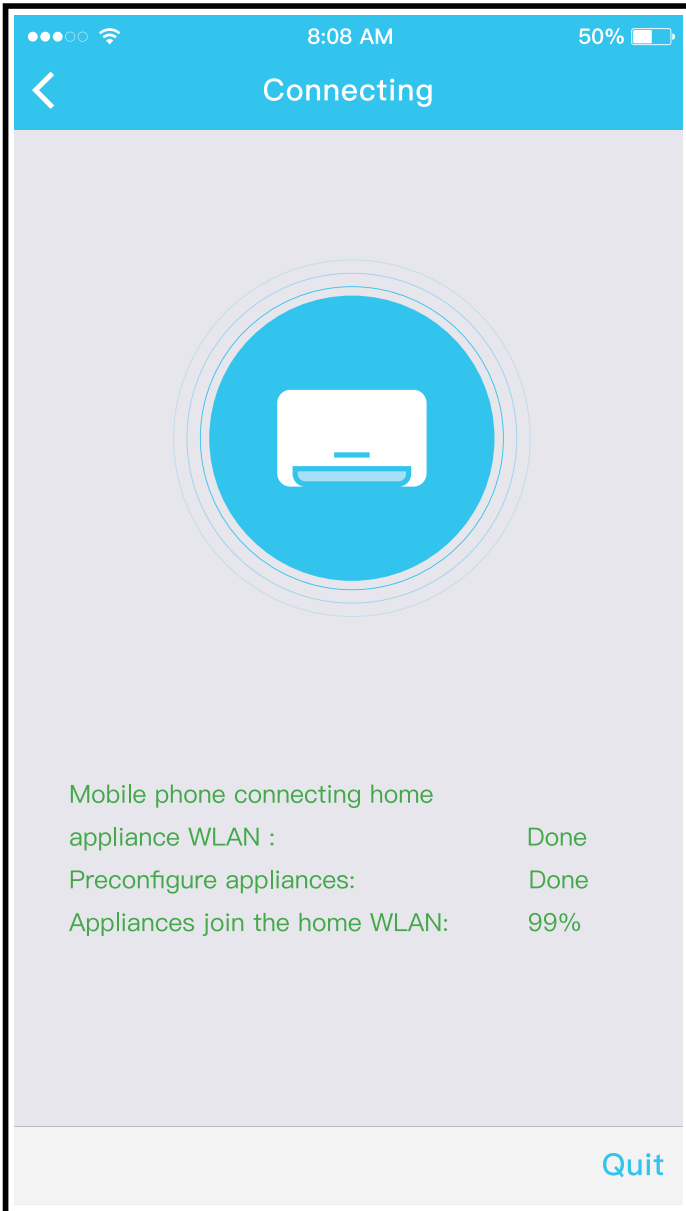 8:08 AM 50%
Connecting
Mobile phone connecting home
appliance WLAN : Done
Preconfigure appliances: Done
Appliances join the home WLAN: 99%
Quit